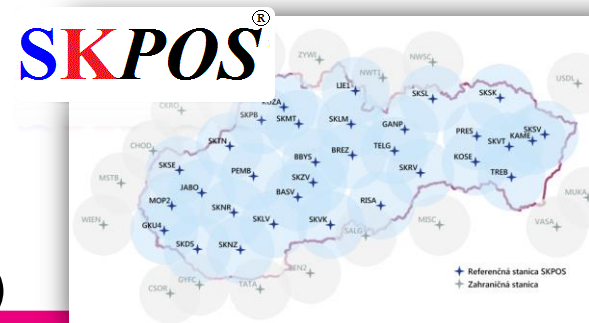 SKPOS®
ZYWI
NWSC
NWT1
USDL
LIE1
SKSL
SKSK
CKRO
SKPB
SKMT
SKLM
GANP
PRES
KAME
SKSV
SKVT
CHOD
SKTN
BBYS
BREZ
TELG
KOSE
SKSE
PEMB
SKZV
SKRV
TREB
MSTB
JABO
BASV
MUKA
MOP2
SKNR
RISA
WIEN
SKLV
SKVK
MISC
VASA
GKU4
SALG
SKDS
SKNZ
PEN2
Referenčná stanica SKPOS
GYFC
TATA
Zahraničná stanica
CSOR